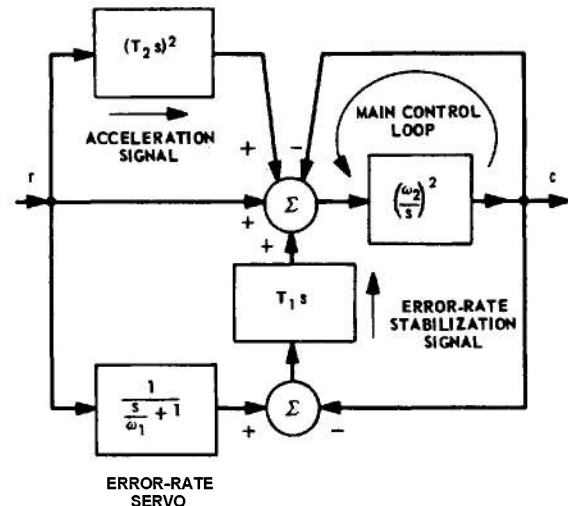 (T₂ s)²
ACCELERATION
SIGNAL
MAIN CONTROL
LOOP
+
−
r
+
Σ
(ω₂/s)²
c
+
T₁ s
ERROR-RATE
STABILIZATION
SIGNAL
1
s/ω₁ + 1
+
Σ
−
ERROR-RATE
SERVO